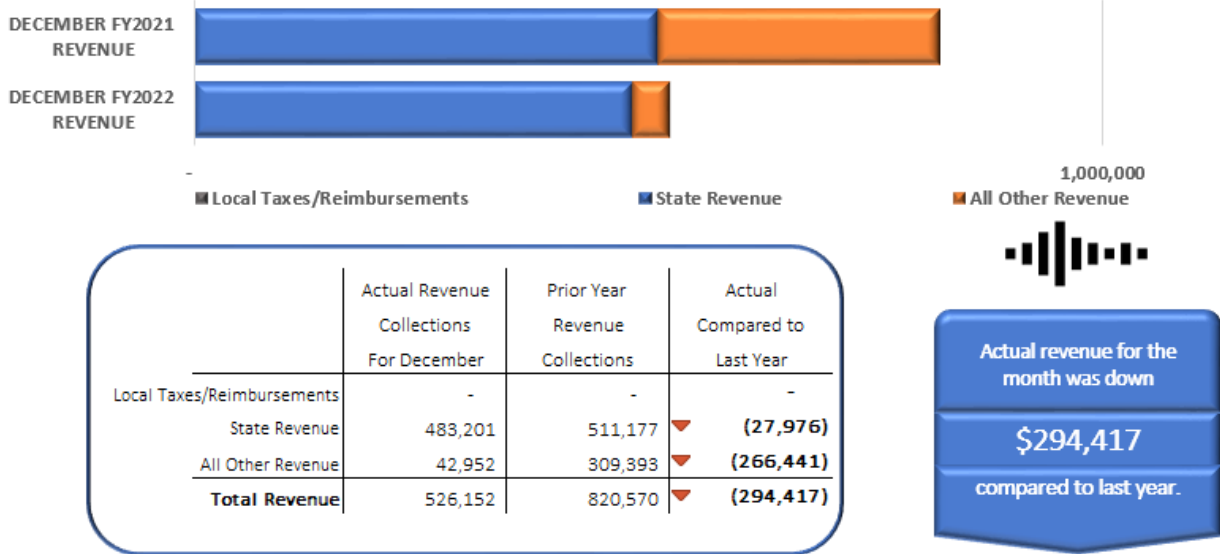 DECEMBER FY2021
REVENUE
DECEMBER FY2022
REVENUE
- 1,000,000
Local Taxes/Reimbursements State Revenue All Other Revenue
Actual Revenue Prior Year Actual
Collections Revenue Compared to
For December Collections Last Year
Local Taxes/Reimbursements - - -
State Revenue 483,201 511,177 (27,976)
All Other Revenue 42,952 309,393 (266,441)
Total Revenue 526,152 820,570 (294,417)
Actual revenue for the
month was down
$294,417
compared to last year.